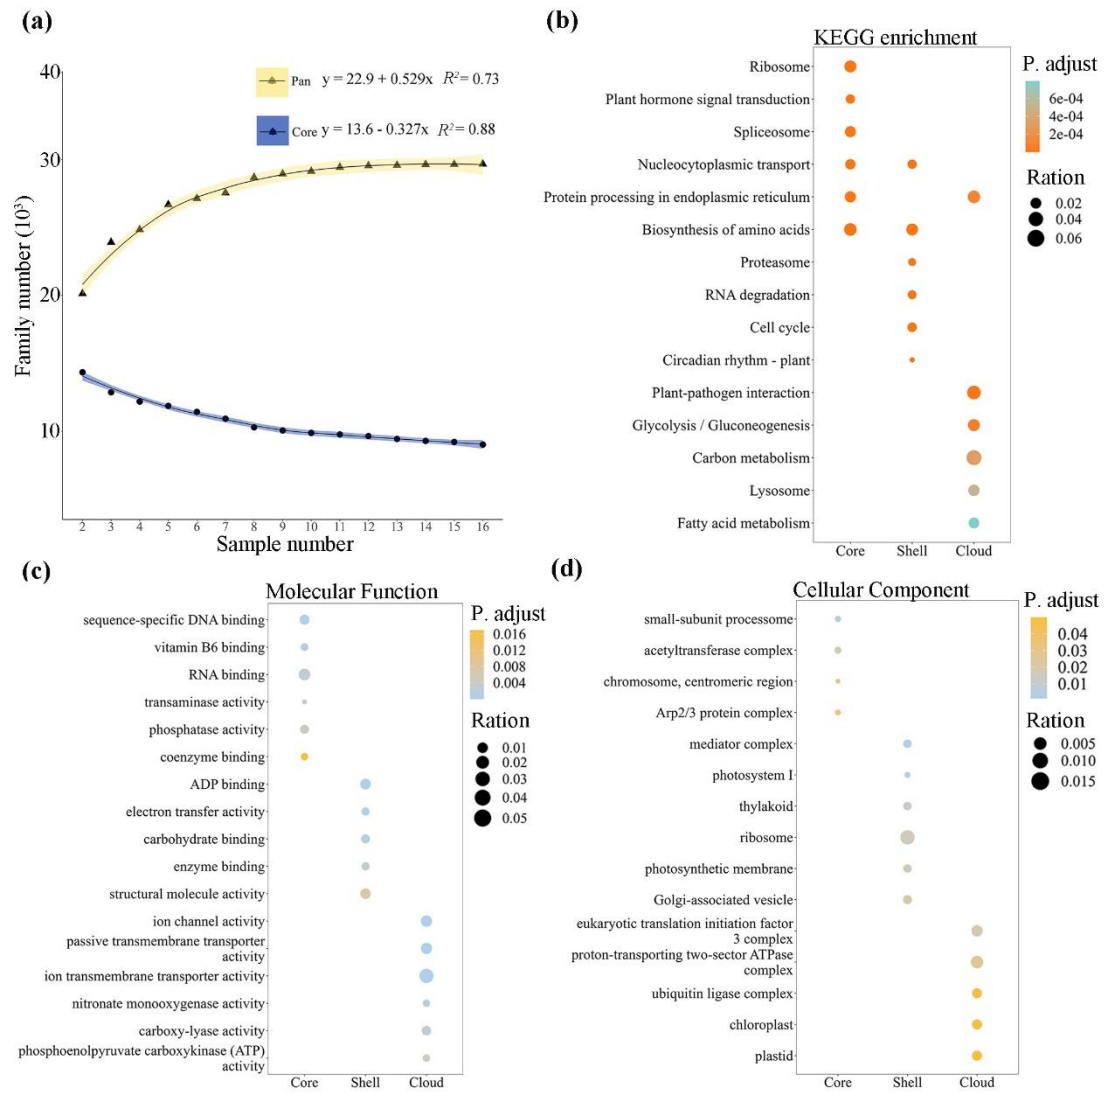 (a)
Family number (10³)
40
30
20
10
Pan y = 22.9 + 0.529x R²= 0.73
Core y = 13.6 - 0.327x R²= 0.88
2 3 4 5 6 7 8 9 10 11 12 13 14 15 16
Sample number
(b)
KEGG enrichment
Ribosome
Plant hormone signal transduction
Spliceosome
Nucleocytoplasmic transport
Protein processing in endoplasmic reticulum
Biosynthesis of amino acids
Proteasome
RNA degradation
Cell cycle
Circadian rhythm - plant
Plant-pathogen interaction
Glycolysis / Gluconeogenesis
Carbon metabolism
Lysosome
Fatty acid metabolism
Core Shell Cloud
P. adjust
6e-04
4e-04
2e-04
Ration
0.02
0.04
0.06
(c)
Molecular Function
sequence-specific DNA binding
vitamin B6 binding
RNA binding
transaminase activity
phosphatase activity
coenzyme binding
ADP binding
electron transfer activity
carbohydrate binding
enzyme binding
structural molecule activity
ion channel activity
passive transmembrane transporter
activity
ion transmembrane transporter activity
nitronate monooxygenase activity
carboxy-lyase activity
phosphoenolpyruvate carboxykinase (ATP)
activity
Core Shell Cloud
P. adjust
0.016
0.012
0.008
0.004
Ration
0.01
0.02
0.03
0.04
0.05
(d)
Cellular Component
small-subunit processome
acetyltransferase complex
chromosome, centromeric region
Arp2/3 protein complex
mediator complex
photosystem I
thylakoid
ribosome
photosynthetic membrane
Golgi-associated vesicle
eukaryotic translation initiation factor
3 complex
proton-transporting two-sector ATPase
complex
ubiquitin ligase complex
chloroplast
plastid
Core Shell Cloud
P. adjust
0.04
0.03
0.02
0.01
Ration
0.005
0.010
0.015